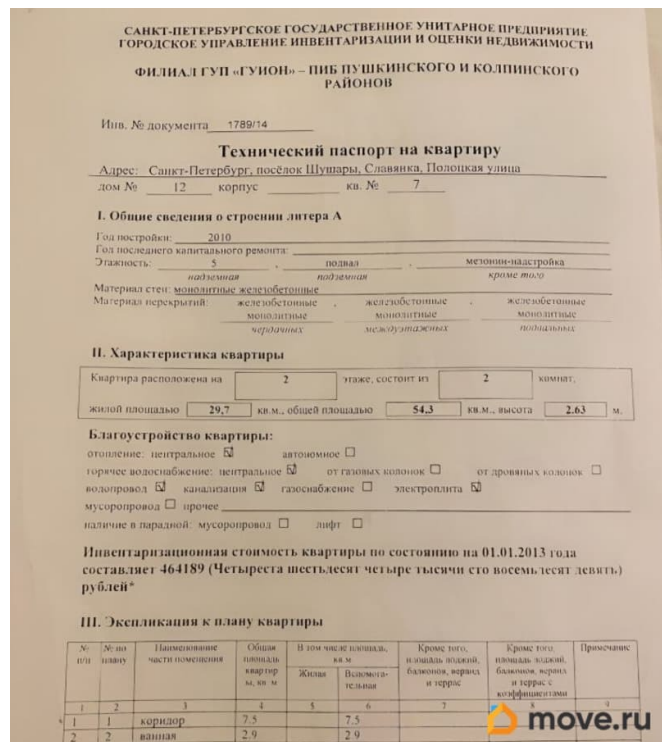 САНКТ-ПЕТЕРБУРГСКОЕ ГОСУДАРСТВЕННОЕ УНИТАРНОЕ ПРЕДПРИЯТИЕ
ГОРОДСКОЕ УПРАВЛЕНИЕ ИНВЕНТАРИЗАЦИИ И ОЦЕНКИ НЕДВИЖИМОСТИ
ФИЛИАЛ ГУП «ГУИОН» – ПИБ ПУШКИНСКОГО И КОЛПИНСКОГО
РАЙОНОВ
Инв. № документа 1789/14
Технический паспорт на квартиру
Адрес: Санкт-Петербург, посёлок Шушары, Славянка, Полоцкая улица
дом № 12 корпус кв. № 7
I. Общие сведения о строении литера А
Год постройки: 2010
Год последнего капитального ремонта:
Этажность: 5 , подвал , мезонин-надстройка
надземная подземная кроме того
Материал стен: монолитные железобетонные
Материал перекрытий: железобетонные , железобетонные , железобетонные
монолитные монолитные монолитные
чердачных междуэтажных подвальных
II. Характеристика квартиры
Квартира расположена на 2 этаже, состоит из 2 комнат,
жилой площадью 29,7 кв.м., общей площадью 54.3 кв.м., высота 2.63 м.
Благоустройство квартиры:
отопление: центральное ☑ автономное ☐
горячее водоснабжение: центральное ☑ от газовых колонок ☐ от дровяных колонок ☐
водопровод ☑ канализация ☑ газоснабжение ☐ электроплита ☑
мусоропровод ☐ прочее
наличие в парадной: мусоропровод ☐ лифт ☐
Инвентаризационная стоимость квартиры по состоянию на 01.01.2013 года
составляет 464189 (Четыреста шестьдесят четыре тысячи сто восемьдесят девять)
рублей*
III. Экспликация к плану квартиры
№ п/п № по плану Наименование части помещения Общая площадь квартиры, кв. м В том числе площадь, кв.м Жилая Вспомогательная Кроме того, площадь лоджий, балконов, веранд и террас Кроме того, площадь лоджий, балконов, веранд и террас с коэффициентами Примечание
1 2 3 4 5 6 7 8 9
1 1 коридор 7.5 7.5
2 2 ванная 2.9 2.9
move.ru